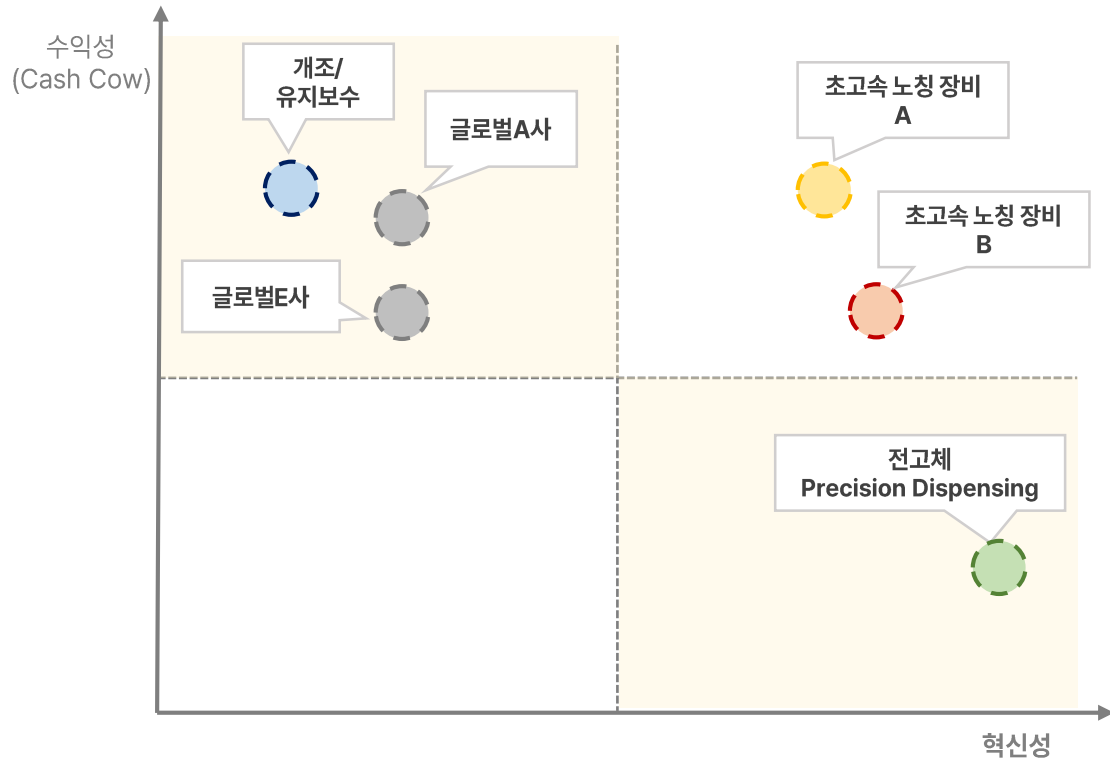 수익성
(Cash Cow)
개조/
유지보수
글로벌A사
글로벌E사
초고속 노칭 장비
A
초고속 노칭 장비
B
전고체
Precision Dispensing
혁신성